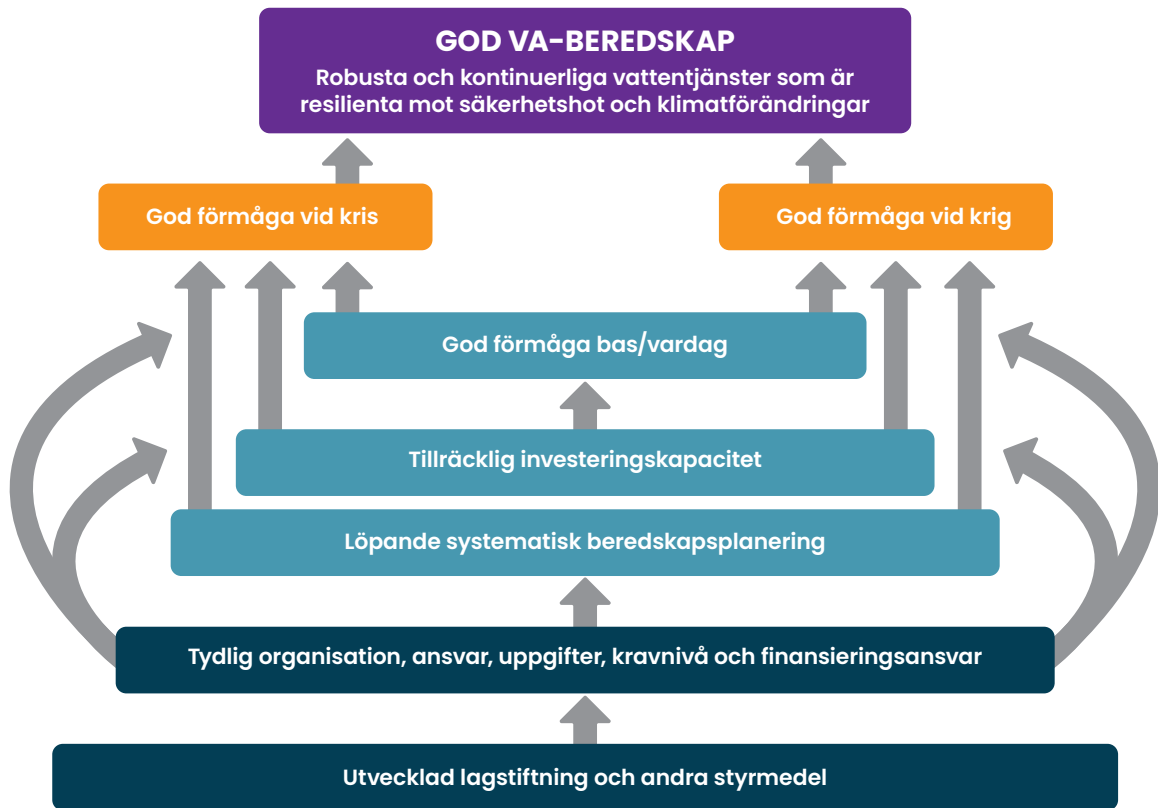 GOD VA-BEREDSKAP
Robusta och kontinuerliga vattentjänster som är
resilienta mot säkerhetshot och klimatförändringar
God förmåga vid kris
God förmåga vid krig
God förmåga bas/vardag
Tillräcklig investeringskapacitet
Löpande systematisk beredskapsplanering
Tydlig organisation, ansvar, uppgifter, kravnivå och finansieringsansvar
Utvecklad lagstiftning och andra styrmedel